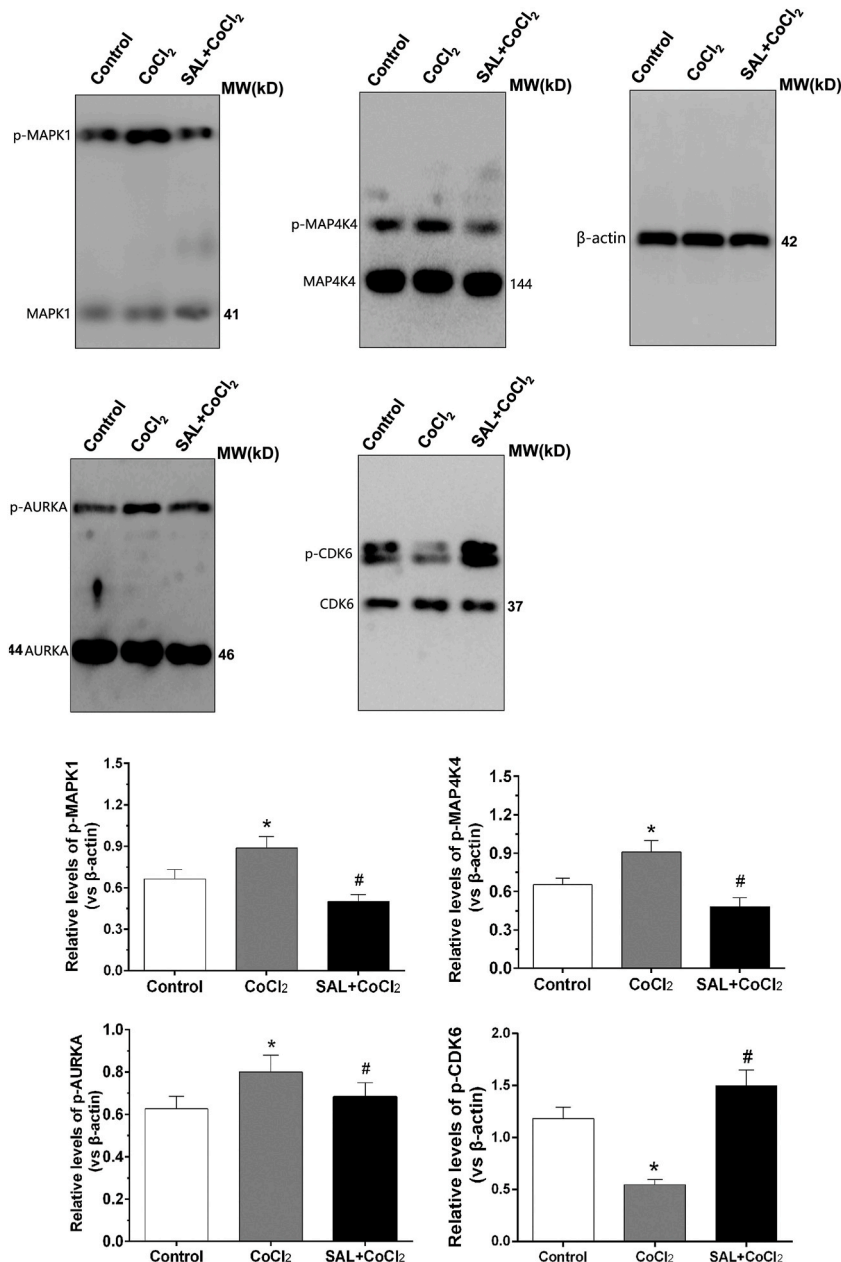 Control CoCl₂ SAL+CoCl₂
MW(kD)
p-MAPK1
MAPK1 41
Control CoCl₂ SAL+CoCl₂
MW(kD)
p-MAP4K4
MAP4K4 144
Control CoCl₂ SAL+CoCl₂
MW(kD)
β-actin 42
Control CoCl₂ SAL+CoCl₂
MW(kD)
p-AURKA
44 AURKA 46
Control CoCl₂ SAL+CoCl₂
MW(kD)
p-CDK6
CDK6 37
Relative levels of p-MAPK1
(vs β-actin)
1.5
1.2
0.9
0.6
0.3
0.0
*
#
Control CoCl₂ SAL+CoCl₂
Relative levels of p-MAP4K4
(vs β-actin)
1.5
1.2
0.9
0.6
0.3
0.0
*
#
Control CoCl₂ SAL+CoCl₂
Relative levels of p-AURKA
(vs β-actin)
1.0
0.8
0.6
0.4
0.2
0.0
*
#
Control CoCl₂ SAL+CoCl₂
Relative levels of p-CDK6
(vs β-actin)
2.0
1.5
1.0
0.5
0.0
*
#
Control CoCl₂ SAL+CoCl₂